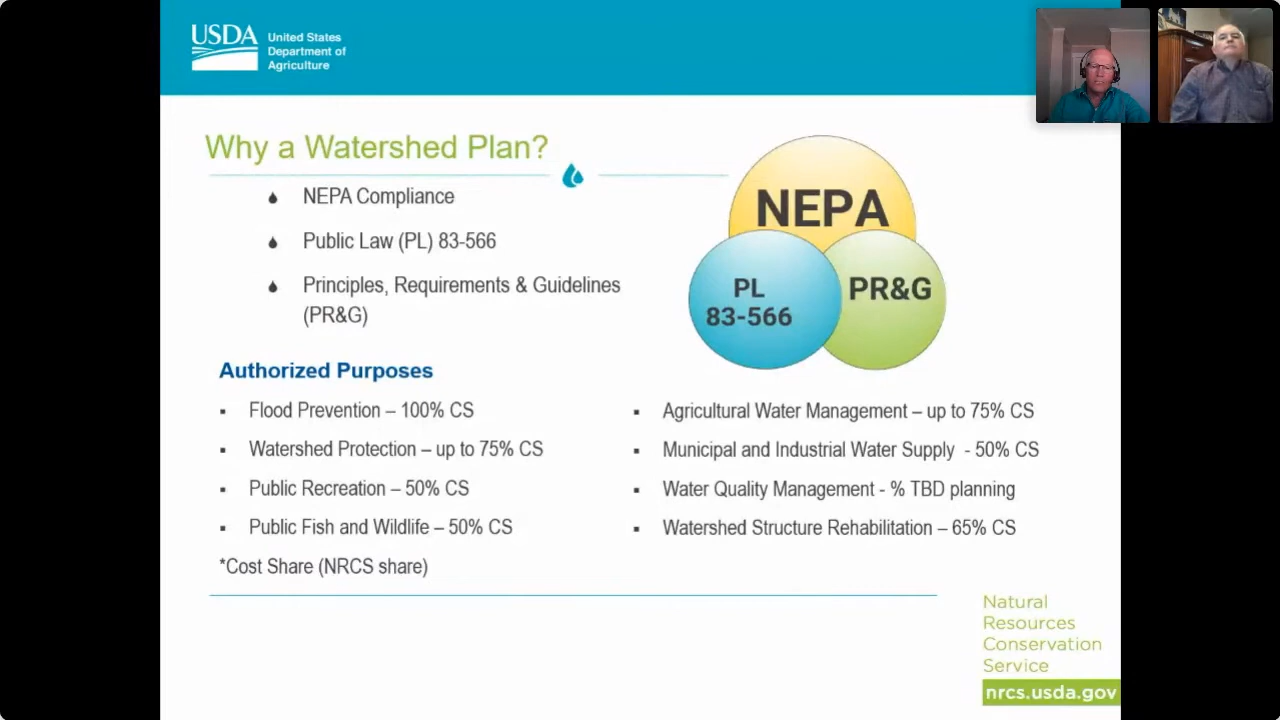 USDA
United States
Department of
Agriculture
Why a Watershed Plan?
NEPA Compliance
Public Law (PL) 83-566
Principles, Requirements & Guidelines
(PR&G)
NEPA
PL
83-566
PR&G
Authorized Purposes
Flood Prevention – 100% CS
Watershed Protection – up to 75% CS
Public Recreation – 50% CS
Public Fish and Wildlife – 50% CS
*Cost Share (NRCS share)
Agricultural Water Management – up to 75% CS
Municipal and Industrial Water Supply - 50% CS
Water Quality Management - % TBD planning
Watershed Structure Rehabilitation – 65% CS
Natural
Resources
Conservation
Service
nrcs.usda.gov